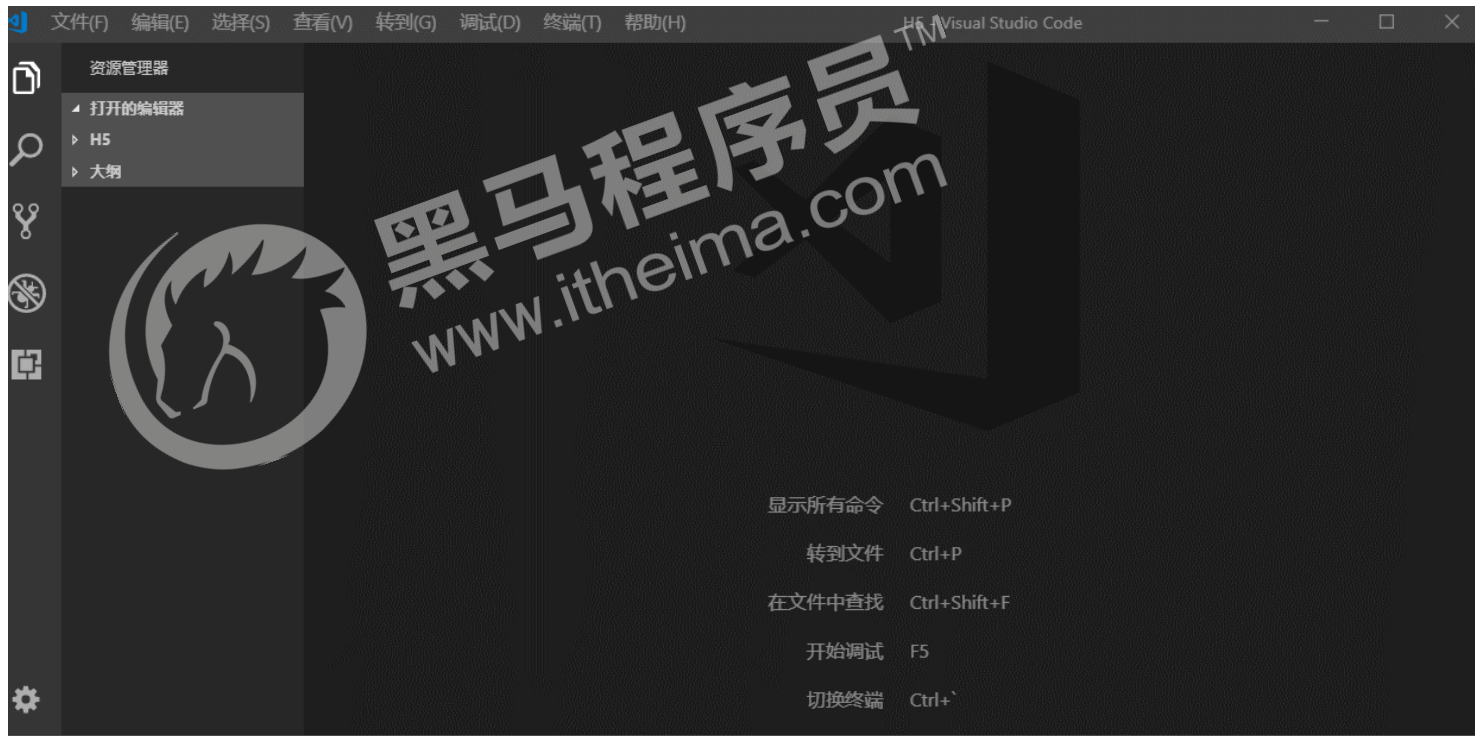 文件(F) 编辑(E) 选择(S) 查看(V) 转到(G) 调试(D) 终端(T) 帮助(H) H5 - Visual Studio Code
资源管理器
打开的编辑器
H5
大纲
黑马程序员™
www.itheima.com
显示所有命令 Ctrl+Shift+P
转到文件 Ctrl+P
在文件中查找 Ctrl+Shift+F
开始调试 F5
切换终端 Ctrl+`